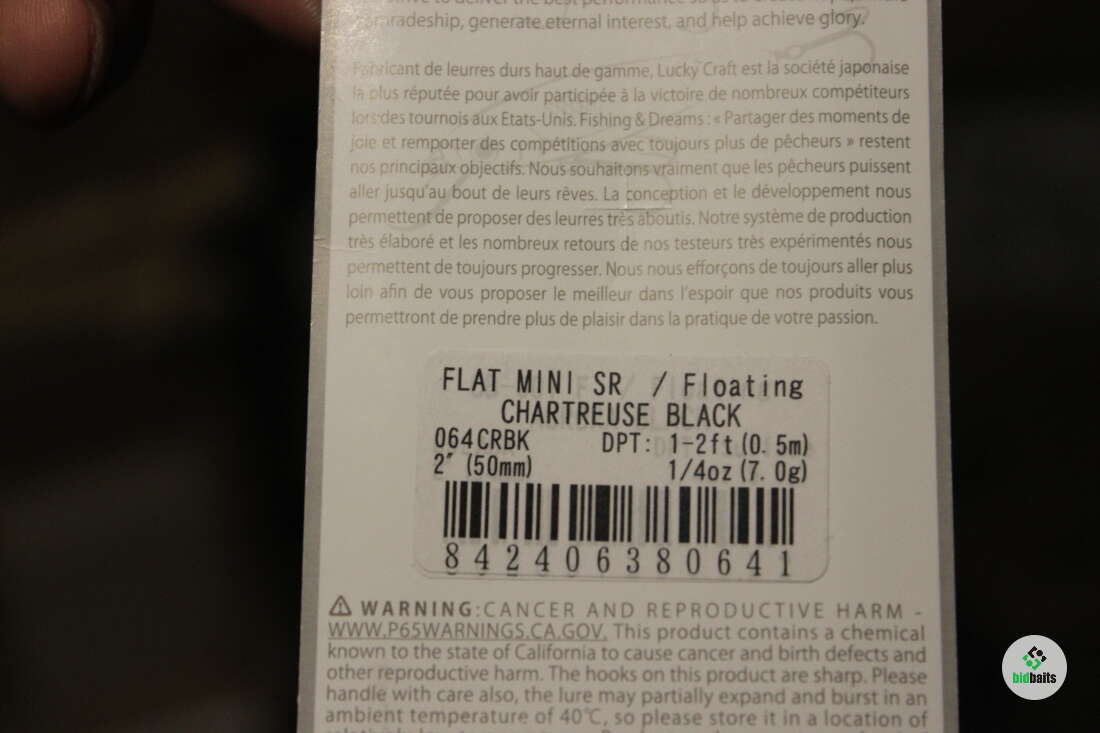 to deliver the best performance so as to
comradeship, generate eternal interest, and help achieve glory.
Fabricant de leurres durs haut de gamme, Lucky Craft est la société japonaise
la plus réputée pour avoir participée à la victoire de nombreux compétiteurs
lors des tournois aux Etats-Unis. Fishing & Dreams : « Partager des moments de
joie et remporter des compétitions avec toujours plus de pêcheurs » restent
nos principaux objectifs. Nous souhaitons vraiment que les pêcheurs puissent
aller jusqu'au bout de leurs rêves. La conception et le développement nous
permettent de proposer des leurres très aboutis. Notre système de production
très élaboré et les nombreux retours de nos testeurs très expérimentés nous
permettent de toujours progresser. Nous nous efforçons de toujours aller plus
loin afin de vous proposer le meilleur dans l'espoir que nos produits vous
permettront de prendre plus de plaisir dans la pratique de votre passion.
FLAT MINI SR / Floating
CHARTREUSE BLACK
064CRBK DPT: 1-2ft(0.5m)
2" (50mm) 1/4oz(7.0g)
842406380641
⚠ WARNING:CANCER AND REPRODUCTIVE HARM -
WWW.P65WARNINGS.CA.GOV. This product contains a chemical
known to the state of California to cause cancer and birth defects and
other reproductive harm. The hooks on this product are sharp. Please
handle with care also, the lure may partially expand and burst in an
ambient temperature of 40℃, so please store it in a location of
bidbaits